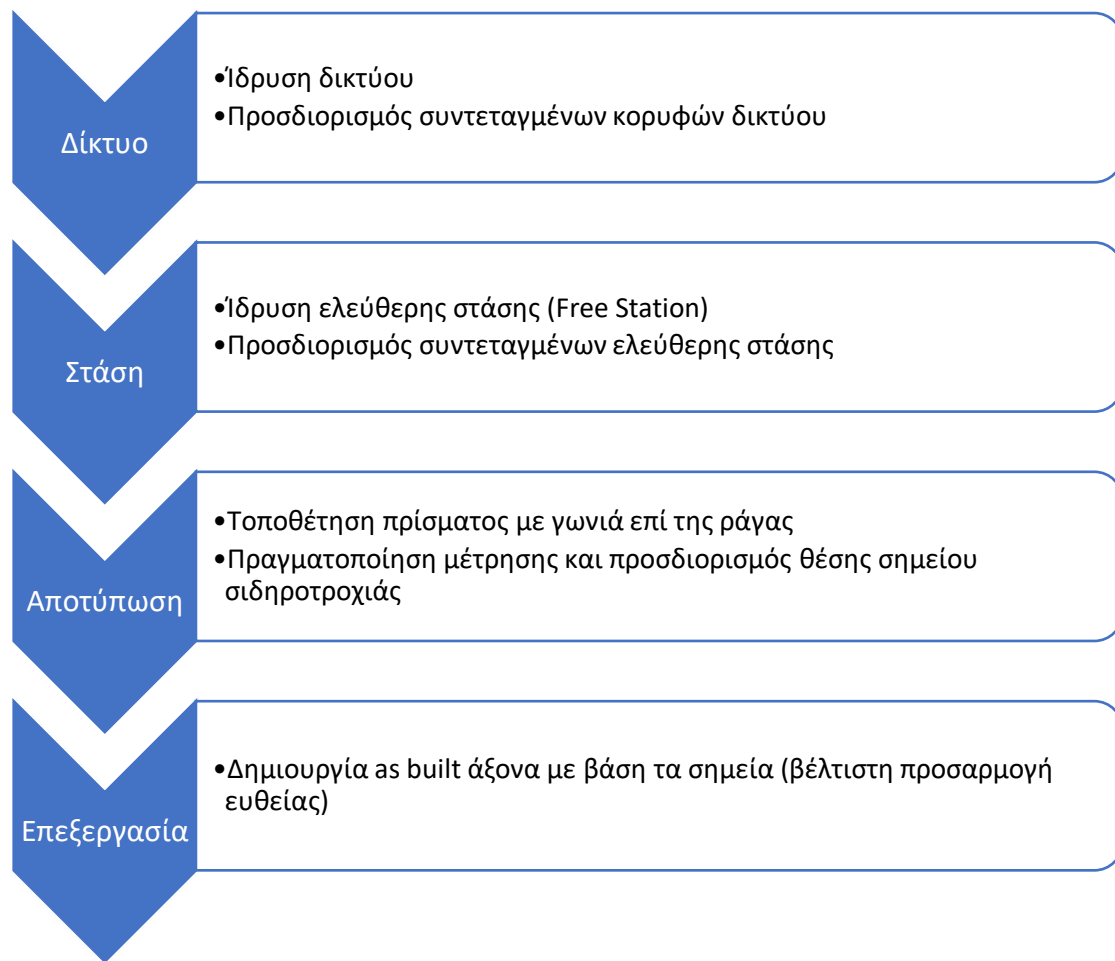 Δίκτυο
•Ίδρυση δικτύου
•Προσδιορισμός συντεταγμένων κορυφών δικτύου
Στάση
•Ίδρυση ελεύθερης στάσης (Free Station)
•Προσδιορισμός συντεταγμένων ελεύθερης στάσης
Αποτύπωση
•Τοποθέτηση πρίσματος με γωνιά επί της ράγας
•Πραγματοποίηση μέτρησης και προσδιορισμός θέσης σημείου
σιδηροτροχιάς
Επεξεργασία
•Δημιουργία as built άξονα με βάση τα σημεία (βέλτιστη προσαρμογή
ευθείας)